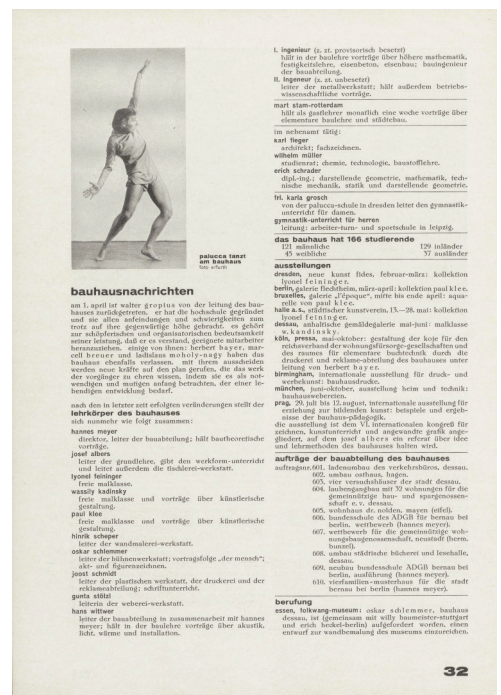 palucca tanzt
am bauhaus
foto erfurth
bauhausnachrichten
am 1. april ist walter gropius von der leitung des bau-
hauses zurückgetreten. er hat die hochschule gegründet
und sie allen anfeindungen und schwierigkeiten zum
trotz auf ihre gegenwärtige höhe gebracht. es gehört
zur schöpferischen und organisatorischen bedeutsamkeit
seiner leistung, daß er es verstand, geeignete mitarbeiter
heranzuziehen. einige von ihnen: herbert bayer, mar-
cell breuer und ladislaus moholy-nagy haben das
bauhaus ebenfalls verlassen. mit ihrem ausscheiden
werden neue kräfte auf den plan gerufen, die das werk
der vorgänger zu ehren wissen, indem sie es als not-
wendigen und mutigen anfang betrachten, der einer le-
bendigen entwicklung bedarf.
nach den in letzter zeit erfolgten veränderungen stellt der
lehrkörper des bauhauses
sich nunmehr wie folgt zusammen:
hannes meyer
direktor, leiter der bauabteilung; hält bautheoretische
vorträge.
josef albers
leiter der grundlehre, gibt den werkform-unterricht
und leitet außerdem die tischlerei-werkstatt.
lyonel feininger
freie malklasse.
wassily kadinsky
freie malklasse und vorträge über künstlerische
gestaltung.
paul klee
freie malklasse und vorträge über künstlerische
gestaltung.
hinrik scheper
leiter der wandmalerei-werkstatt.
oskar schlemmer
leiter der bühnenwerkstatt; vortragsfolge „der mensch";
akt- und figurenzeichnen.
joost schmidt
leiter der plastischen werkstatt, der druckerei und der
reklameabteilung; schriftunterricht.
gunta stölzl
leiterin der weberei-werkstatt.
hans wittwer
leiter der bauabteilung in zusammenarbeit mit hannes
meyer; hält in der baulehre vorträge über akustik,
licht, wärme und installation.
I. ingenieur (z. zt. provisorisch besetzt)
hält in der baulehre vorträge über höhere mathematik,
festigkeitslehre, eisenbeton, eisenbau; bauingenieur
der bauabteilung.
II. ingenieur (z. zt. unbesetzt)
leiter der metallwerkstatt; hält außerdem betriebs-
wissenschaftliche vorträge.
mart stam-rotterdam
hält als gastlehrer monatlich eine woche vorträge über
elementare baulehre und städtebau.
im nebenamt tätig:
karl fieger
architekt; fachzeichnen.
wilhelm müller
studienrat; chemie, technologie, baustofflehre.
erich schrader
dipl.-ing.; darstellende geometrie, mathematik, tech-
nische mechanik, statik und darstellende geometrie.
frl. karla grosch
von der palucca-schule in dresden leitet den gymnastik-
unterricht für damen.
gymnastik-unterricht für herren
leitung: arbeiter-turn- und sportschule in leipzig.
das bauhaus hat 166 studierende
121 männliche 129 inländer
45 weibliche 37 ausländer
ausstellungen
dresden, neue kunst fides, februar-märz: kollektion
lyonel feininger.
berlin, galerie flechtheim, märz-april: kollektion paul klee.
bruxelles, galerie „l'époque", mitte bis ende april: aqua-
relle von paul klee.
halle a. s., städtischer kunstverein, 13.—28. mai: kollektion
lyonel feininger.
dessau, anhaltische gemäldegalerie mai-juni: malklasse
w. kandinsky.
köln, pressa, mai-oktober: gestaltung der koje für den
reichsverband der wohnungsfürsorge-gesellschaften und
des raumes für elementare buchtechnik durch die
druckerei und reklame-abteilung des bauhauses unter
leitung von herbert bayer.
birmingham, internationale ausstellung für druck- und
werbekunst: bauhausdrucke.
münchen, juni-oktober, ausstellung heim und technik:
bauhauswebereien.
prag, 29. juli bis 12. august, internationale ausstellung für
erziehung zur bildenden kunst: beispiele und ergeb-
nisse der bauhaus-pädagogik.
die ausstellung ist dem VI. internationalen kongreß für
zeichnen, kunstunterricht und angewandte grafik ange-
gliedert, auf dem josef albers ein referat über idee
und lehrmethoden des bauhauses halten wird.
aufträge der bauabteilung des bauhauses
auftragsnr. 601. ladenumbau des verkehrsbüros, dessau.
602. umbau osthaus, hagen.
603. vier versuchshäuser der stadt dessau.
604. laubengangbau mit 32 wohnungen für die
gemeinnützige bau- und spargenossen-
schaft e. v. dessau.
605. wohnhaus dr. nolden, mayen (eifel).
606. bundesschule des ADGB für bernau bei
berlin, wettbewerb (hannes meyer).
607. wettbewerb für die gemeinnützige woh-
nungsbaugenossenschaft, neustadt (herm.
bunzel).
608. umbau städtische bücherei und lesehalle,
dessau.
609. neubau bundesschule ADGB bernau bei
berlin, ausführung (hannes meyer).
610. vierfamilien-musterhaus für die stadt
bernau bei berlin (hannes meyer).
berufung
essen, folkwang-museum: oskar schlemmer, bauhaus
dessau, ist (gemeinsam mit willy baumeister-stuttgart
und erich heckel-berlin) aufgefordert worden, einen
entwurf zur wandbemalung des museums einzureichen.
32